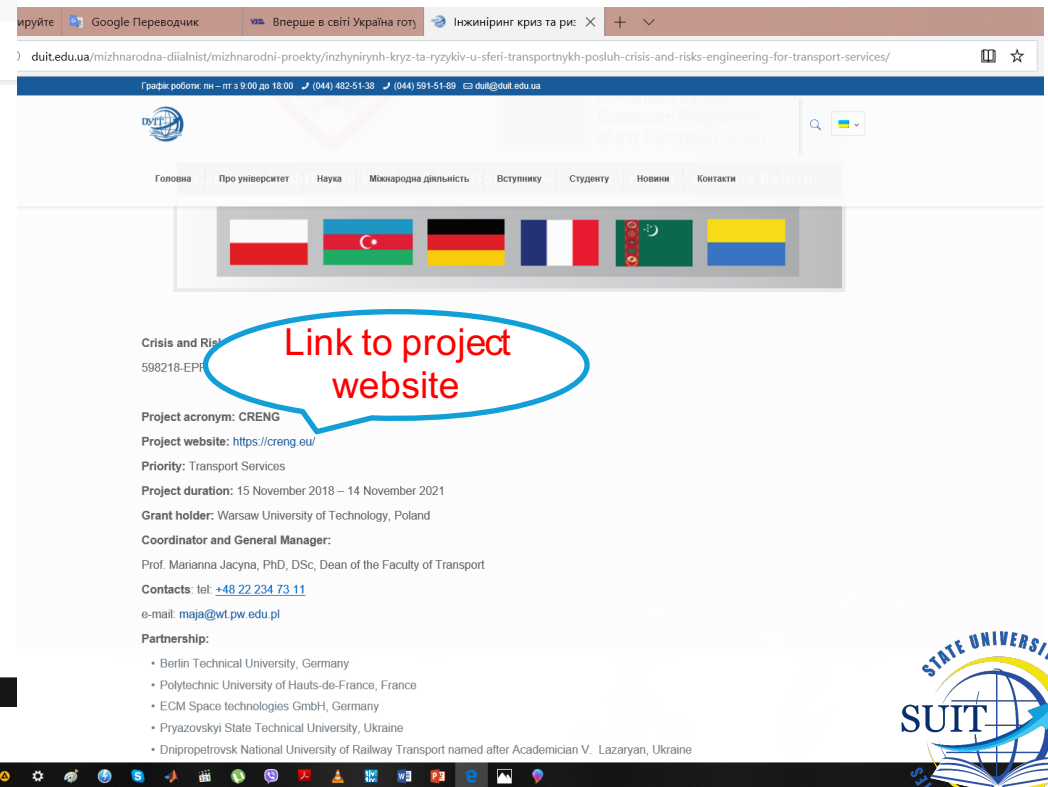 ируйте Google Переводчик Вперше в світі Україна готу Інжиніринг криз та риз
duit.edu.ua/mizhnarodna-diialnist/mizhnarodni-proekty/inzhynirynh-kryz-ta-ryzykiv-u-sferi-transportnykh-posluh-crisis-and-risks-engineering-for-transport-services/
Графік роботи: пн – пт з 9:00 до 18:00 (044) 482-51-38 (044) 591-51-89 duit@duit.edu.ua
Erasmus+ Programme
of the European Union
ДУІТ
Головна Про університет Наука Міжнародна діяльність Вступнику Студенту Новини Контакти
Link to project
website
Crisis and Ris
598218-EPP
Project acronym: CRENG
Project website: https://creng.eu/
Priority: Transport Services
Project duration: 15 November 2018 – 14 November 2021
Grant holder: Warsaw University of Technology, Poland
Coordinator and General Manager:
Prof. Marianna Jacyna, PhD, DSc, Dean of the Faculty of Transport
Contacts: tel: +48 22 234 73 11
e-mail: maja@wt.pw.edu.pl
Partnership:
• Berlin Technical University, Germany
• Polytechnic University of Hauts-de-France, France
• ECM Space technologies GmbH, Germany
• Pryazovskyi State Technical University, Ukraine
• Dnipropetrovsk National University of Railway Transport named after Academician V. Lazaryan, Ukraine
STATE UNIVERSI
SUIT